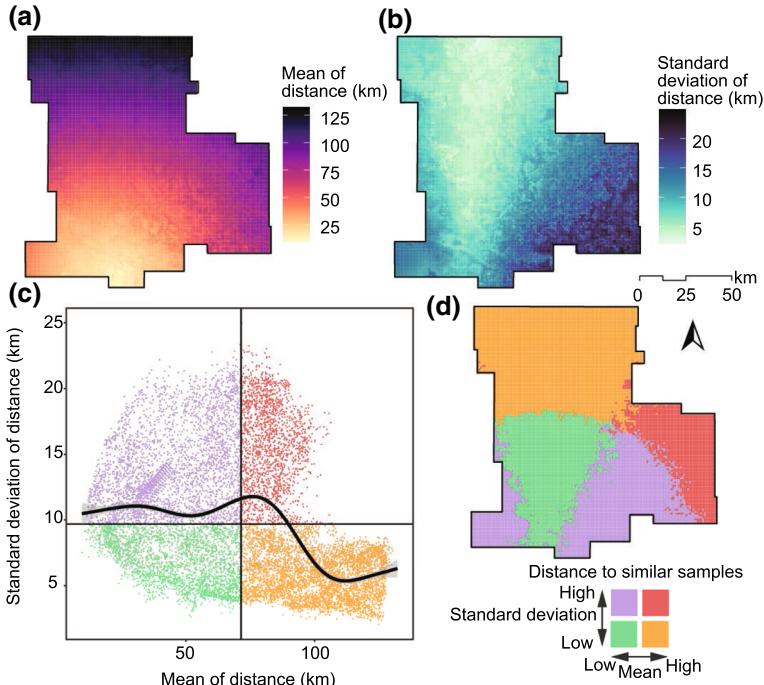 (a)
Mean of
distance (km)
125
100
75
50
25
(b)
Standard
deviation of
distance (km)
20
15
10
5
km
0 25 50
(c)
Standard deviation of distance (km)
25
20
15
10
5
50 100
Mean of distance (km)
(d)
Distance to similar samples
High
Standard deviation
Low
Low Mean High